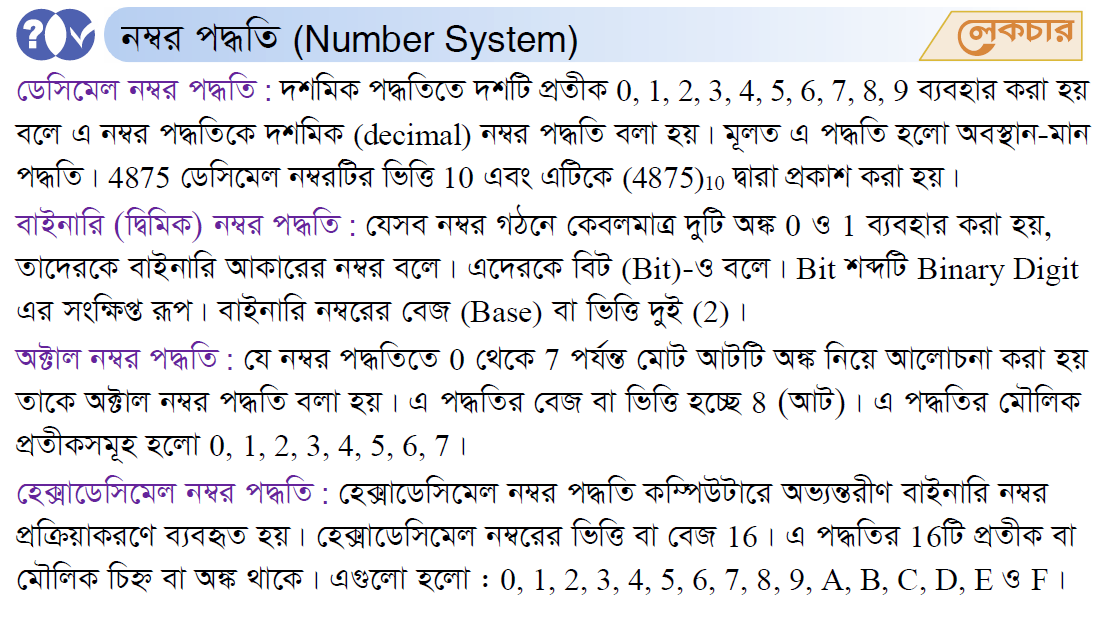 নম্বর পদ্ধতি (Number System)
লেকচার
ডেসিমেল নম্বর পদ্ধতি : দশমিক পদ্ধতিতে দশটি প্রতীক 0, 1, 2, 3, 4, 5, 6, 7, 8, 9 ব্যবহার করা হয়
বলে এ নম্বর পদ্ধতিকে দশমিক (decimal) নম্বর পদ্ধতি বলা হয়। মূলত এ পদ্ধতি হলো অবস্থান-মান
পদ্ধতি। 4875 ডেসিমেল নম্বরটির ভিত্তি 10 এবং এটিকে (4875)₁₀ দ্বারা প্রকাশ করা হয়।
বাইনারি (দ্বিমিক) নম্বর পদ্ধতি : যেসব নম্বর গঠনে কেবলমাত্র দুটি অঙ্ক 0 ও 1 ব্যবহার করা হয়,
তাদেরকে বাইনারি আকারের নম্বর বলে। এদেরকে বিট (Bit)-ও বলে। Bit শব্দটি Binary Digit
এর সংক্ষিপ্ত রূপ। বাইনারি নম্বরের বেজ (Base) বা ভিত্তি দুই (2)।
অক্টাল নম্বর পদ্ধতি : যে নম্বর পদ্ধতিতে 0 থেকে 7 পর্যন্ত মোট আটটি অঙ্ক নিয়ে আলোচনা করা হয়
তাকে অক্টাল নম্বর পদ্ধতি বলা হয়। এ পদ্ধতির বেজ বা ভিত্তি হচ্ছে 8 (আট)। এ পদ্ধতির মৌলিক
প্রতীকসমূহ হলো 0, 1, 2, 3, 4, 5, 6, 7।
হেক্সাডেসিমেল নম্বর পদ্ধতি : হেক্সাডেসিমেল নম্বর পদ্ধতি কম্পিউটারে অভ্যন্তরীণ বাইনারি নম্বর
প্রক্রিয়াকরণে ব্যবহৃত হয়। হেক্সাডেসিমেল নম্বরের ভিত্তি বা বেজ 16। এ পদ্ধতির 16টি প্রতীক বা
মৌলিক চিহ্ন বা অঙ্ক থাকে। এগুলো হলো : 0, 1, 2, 3, 4, 5, 6, 7, 8, 9, A, B, C, D, E ও F।